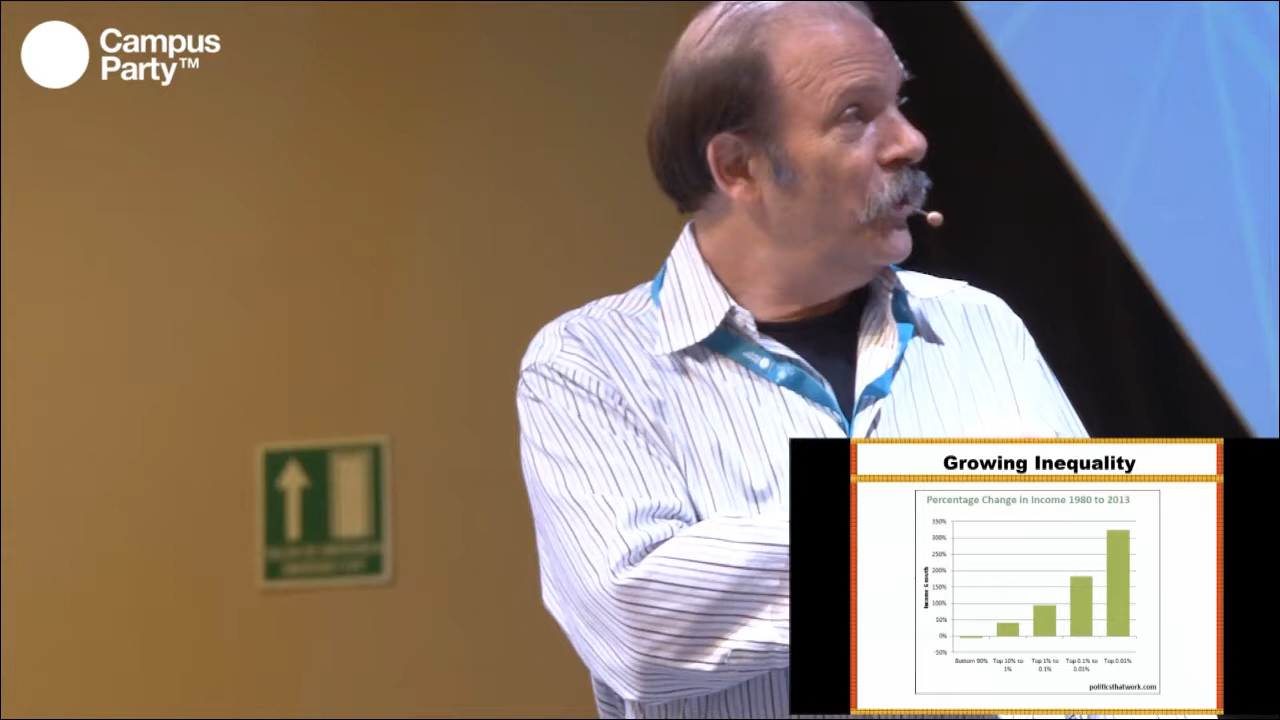 Campus
Party™
Growing Inequality
Percentage Change in Income 1980 to 2013
350%
300%
250%
200%
150%
100%
50%
0%
-50%
Income Growth
Bottom 90% Top 10% to Top 1% to Top 0.1% to Top 0.01%
1% 0.1% 0.01%
politicsthatwork.com